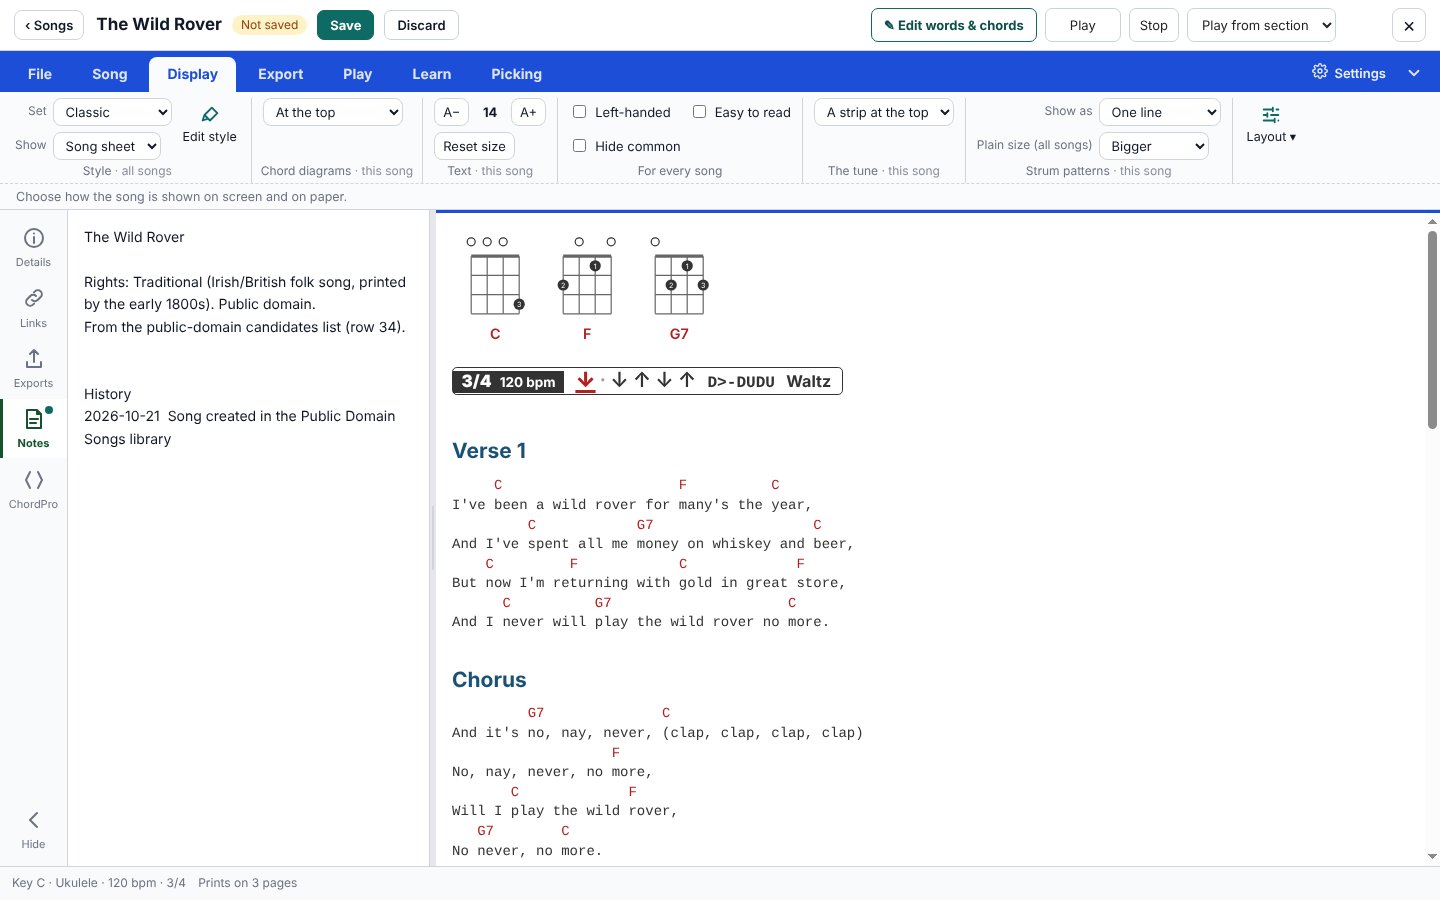 ‹ Songs The Wild Rover Not saved Save Discard ✎ Edit words & chords Play Stop Play from section ×
File Song Display Export Play Learn Picking Settings
Set Classic
Show Song sheet
Edit style
Style · all songs
At the top
Chord diagrams · this song
A− 14 A+
Reset size
Text · this song
Left-handed Easy to read
Hide common
For every song
A strip at the top
The tune · this song
Show as One line
Plain size (all songs) Bigger
Strum patterns · this song
Layout ▾
Choose how the song is shown on screen and on paper.
Details
Links
Exports
Notes
ChordPro
Hide
The Wild Rover
Rights: Traditional (Irish/British folk song, printed
by the early 1800s). Public domain.
From the public-domain candidates list (row 34).
History
2026-10-21 Song created in the Public Domain
Songs library
3 2 1 1 2 3
C F G7
3/4 120 bpm ↓ · ↓ ↑ ↓ ↑ D>-DUDU Waltz
Verse 1
C F C
I've been a wild rover for many's the year,
C G7 C
And I've spent all me money on whiskey and beer,
C F C F
But now I'm returning with gold in great store,
C G7 C
And I never will play the wild rover no more.
Chorus
G7 C
And it's no, nay, never, (clap, clap, clap, clap)
F
No, nay, never, no more,
C F
Will I play the wild rover,
G7 C
No never, no more.
Key C · Ukulele · 120 bpm · 3/4 Prints on 3 pages